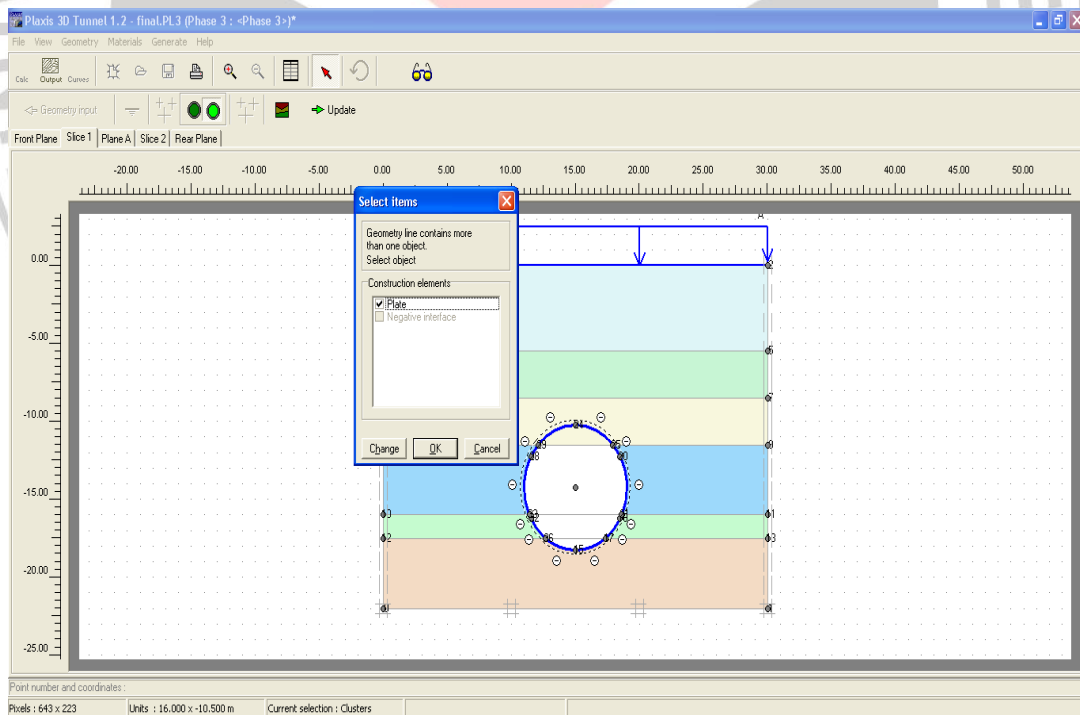 Plaxis 3D Tunnel 1.2 - final.PL3 (Phase 3 : <Phase 3>)*
File View Geometry Materials Generate Help
Calc Output Curves
<= Geometry input Update
Front Plane Slice 1 Plane A Slice 2 Rear Plane
-20.00 -15.00 -10.00 -5.00 0.00 5.00 10.00 15.00 20.00 25.00 30.00 35.00 40.00 45.00 50.00
Select items
Geometry line contains more
than one object.
Select object
Construction elements
Plate
Negative interface
Change OK Cancel
A
0.00
-5.00
-10.00
-15.00
-20.00
-25.00
Point number and coordinates :
Pixels : 643 x 223 Units : 16.000 x -10.500 m Current selection : Clusters